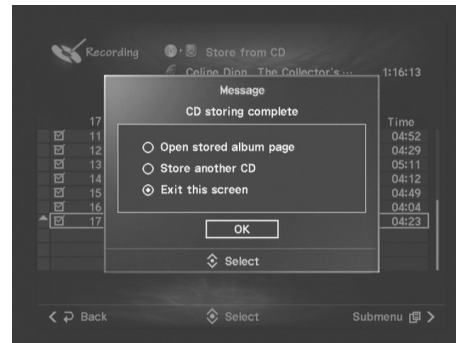 Recording
Store from CD
Celine Dion The Collector's ...
1:16:13
Message
CD storing complete
17
Time
11 04:52
12 04:29
13 05:11
14 04:12
15 04:49
16 04:04
17 04:23
Open stored album page
Store another CD
Exit this screen
OK
Select
Back
Select
Submenu